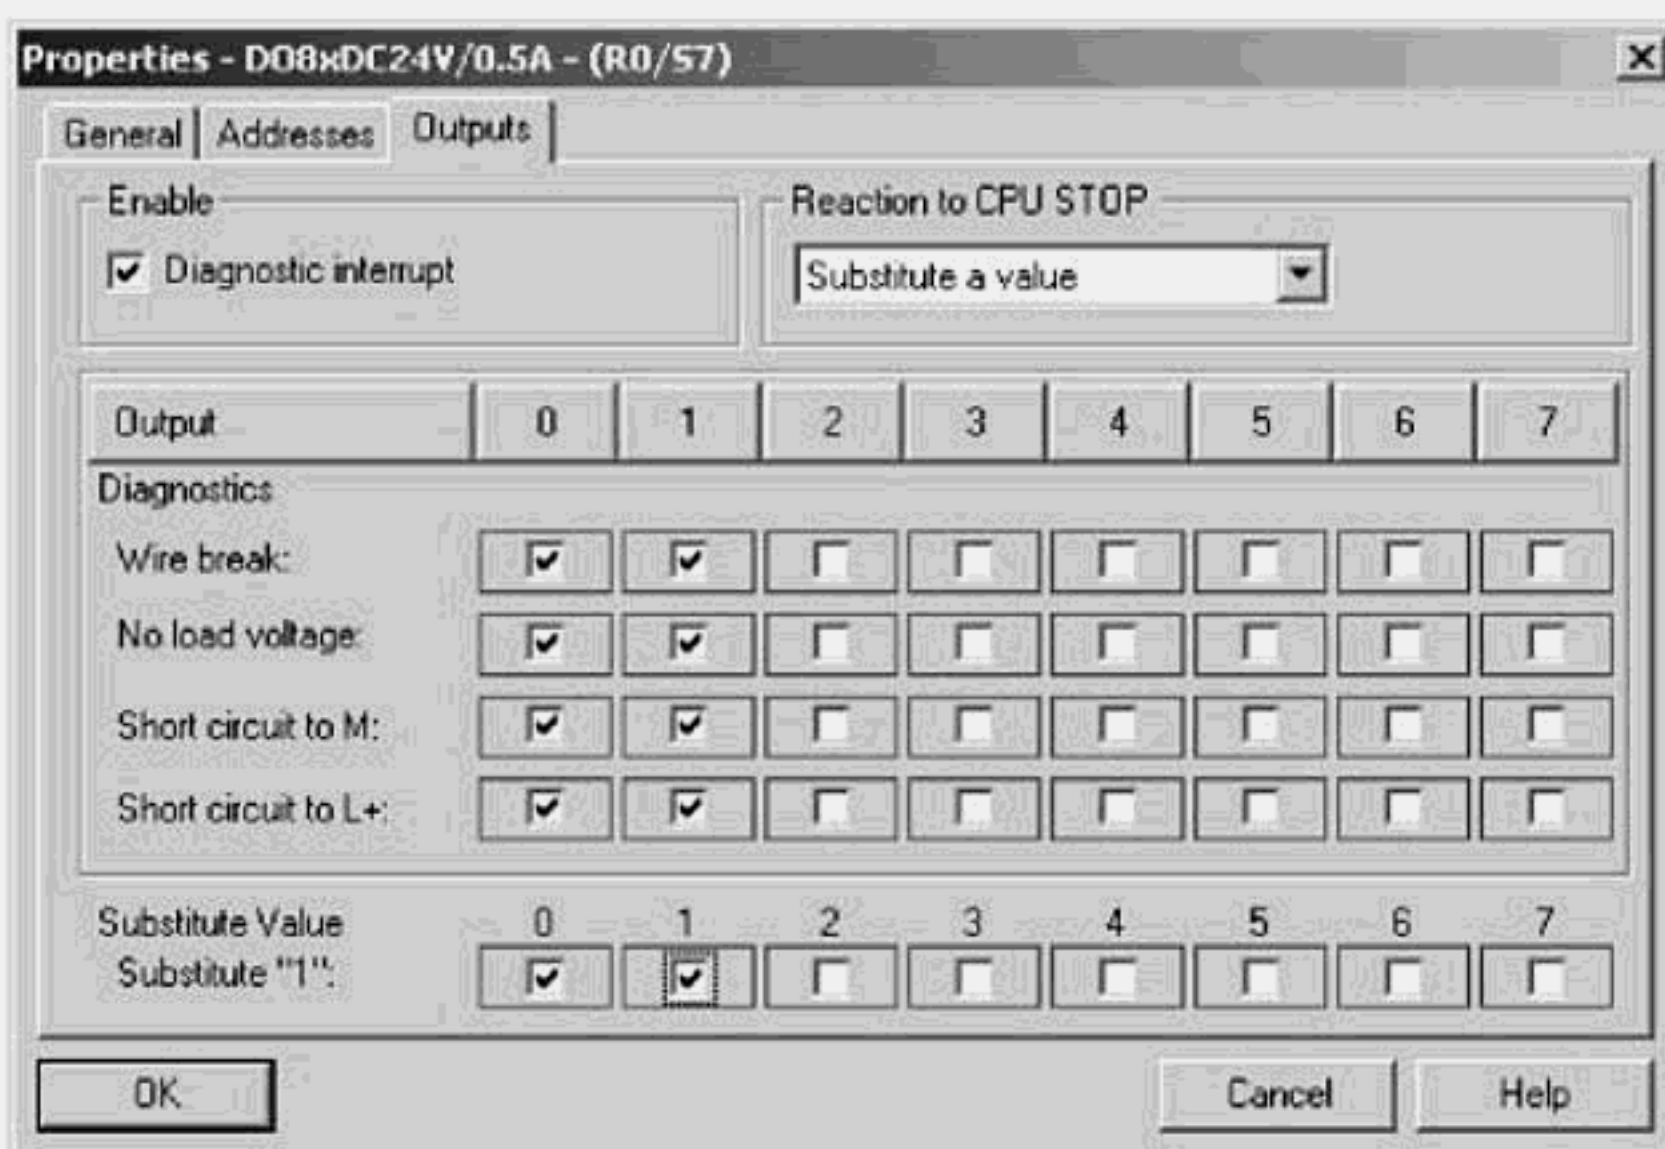 Properties - DO8xDC24V/0.5A - (R0/S7)
General Addresses Outputs
Enable
Reaction to CPU STOP
Diagnostic interrupt
Substitute a value
Output 0 1 2 3 4 5 6 7
Diagnostics
Wire break:
No load voltage:
Short circuit to M:
Short circuit to L+:
Substitute Value 0 1 2 3 4 5 6 7
Substitute "1":
OK Cancel Help